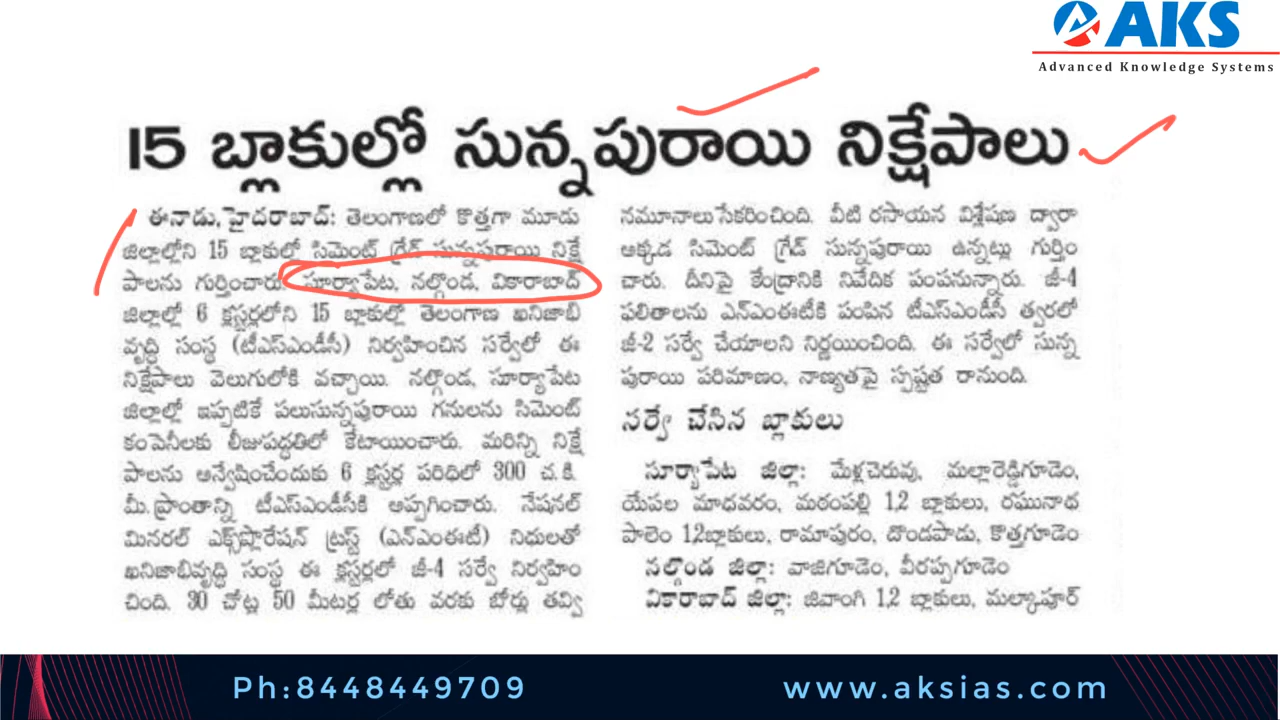 AKS
Advanced Knowledge Systems
15 బ్లాకుల్లో సున్నపురాయి నిక్షేపాలు
ఈనాడు, హైదరాబాద్: తెలంగాణలో కొత్తగా మూడు
జిల్లాల్లోని 15 బ్లాకుల్లో సిమెంట్ గ్రేడ్ సున్నపురాయి నిక్షే
పాలను గుర్తించారు. సూర్యాపేట, నల్గొండ, వికారాబాద్
జిల్లాల్లో 6 క్లస్టర్లలోని 15 బ్లాకుల్లో తెలంగాణ ఖనిజాభి
వృద్ధి సంస్థ (టీఎస్ఎండీసీ) నిర్వహించిన సర్వేలో ఈ
నిక్షేపాలు వెలుగులోకి వచ్చాయి. నల్గొండ, సూర్యాపేట
జిల్లాల్లో ఇప్పటికే పలుసున్నపురాయి గనులను సిమెంట్
కంపెనీలకు లీజుపద్ధతిలో కేటాయించారు. మరిన్ని నిక్షే
పాలను అన్వేషించేందుకు 6 క్లస్టర్ల పరిధిలో 300 చ.కి.
మీ. ప్రాంతాన్ని టీఎస్ఎండీసీకి అప్పగించారు. నేషనల్
మినరల్ ఎక్స్‌ప్లొరేషన్ ట్రస్ట్ (ఎన్ఎంఈటీ) నిధులతో
ఖనిజాభివృద్ధి సంస్థ ఈ క్లస్టర్లలో జీ-4 సర్వే నిర్వహిం
చింది. 30 చోట్ల 50 మీటర్ల లోతు వరకు బోర్లు తవ్వి
నమూనాలు సేకరించింది. వీటి రసాయన విశ్లేషణ ద్వారా
అక్కడ సిమెంట్ గ్రేడ్ సున్నపురాయి ఉన్నట్లు గుర్తిం
చారు. దీనిపై కేంద్రానికి నివేదిక పంపనున్నారు. జీ-4
ఫలితాలను ఎన్ఎంఈటీకి పంపిన టీఎస్ఎండీసీ త్వరలో
జీ-2 సర్వే చేయాలని నిర్ణయించింది. ఈ సర్వేలో సున్న
పురాయి పరిమాణం, నాణ్యతపై స్పష్టత రానుంది.
సర్వే చేసిన బ్లాకులు
సూర్యాపేట జిల్లా: మేళ్లచెరువు, మల్లారెడ్డిగూడెం,
యేపల మాధవరం, మఠంపల్లి 1,2 బ్లాకులు, రఘునాథ
పాలెం 1,2బ్లాకులు, రామాపురం, దొండపాడు, కొత్తగూడెం
నల్గొండ జిల్లా: వాజిగూడెం, వీరప్పగూడెం
వికారాబాద్ జిల్లా: జీవాంగి 1,2 బ్లాకులు, మల్కాపూర్
Ph:8448449709
www.aksias.com